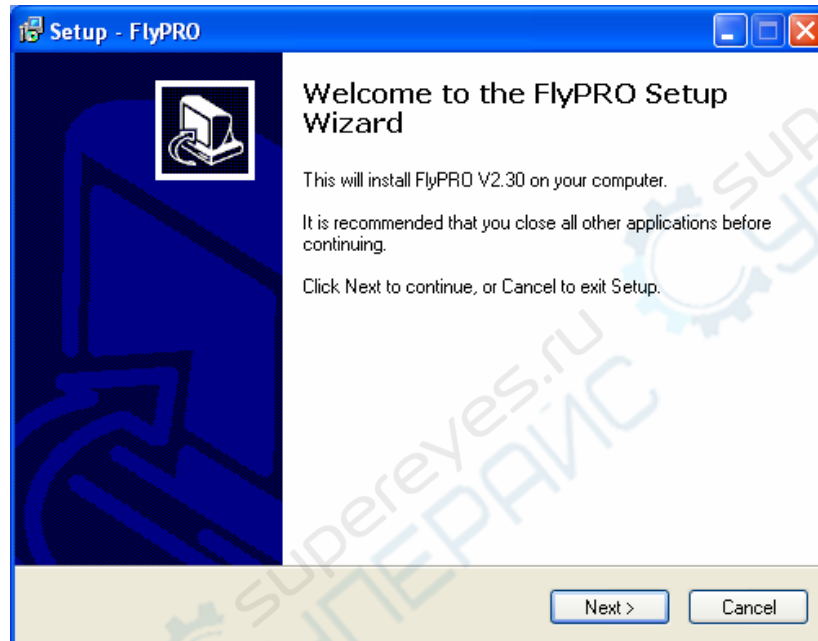 Setup - FlyPRO
Welcome to the FlyPRO Setup
Wizard
This will install FlyPRO V2.30 on your computer.
It is recommended that you close all other applications before
continuing.
Click Next to continue, or Cancel to exit Setup.
supereyes.ru
Next >
Cancel